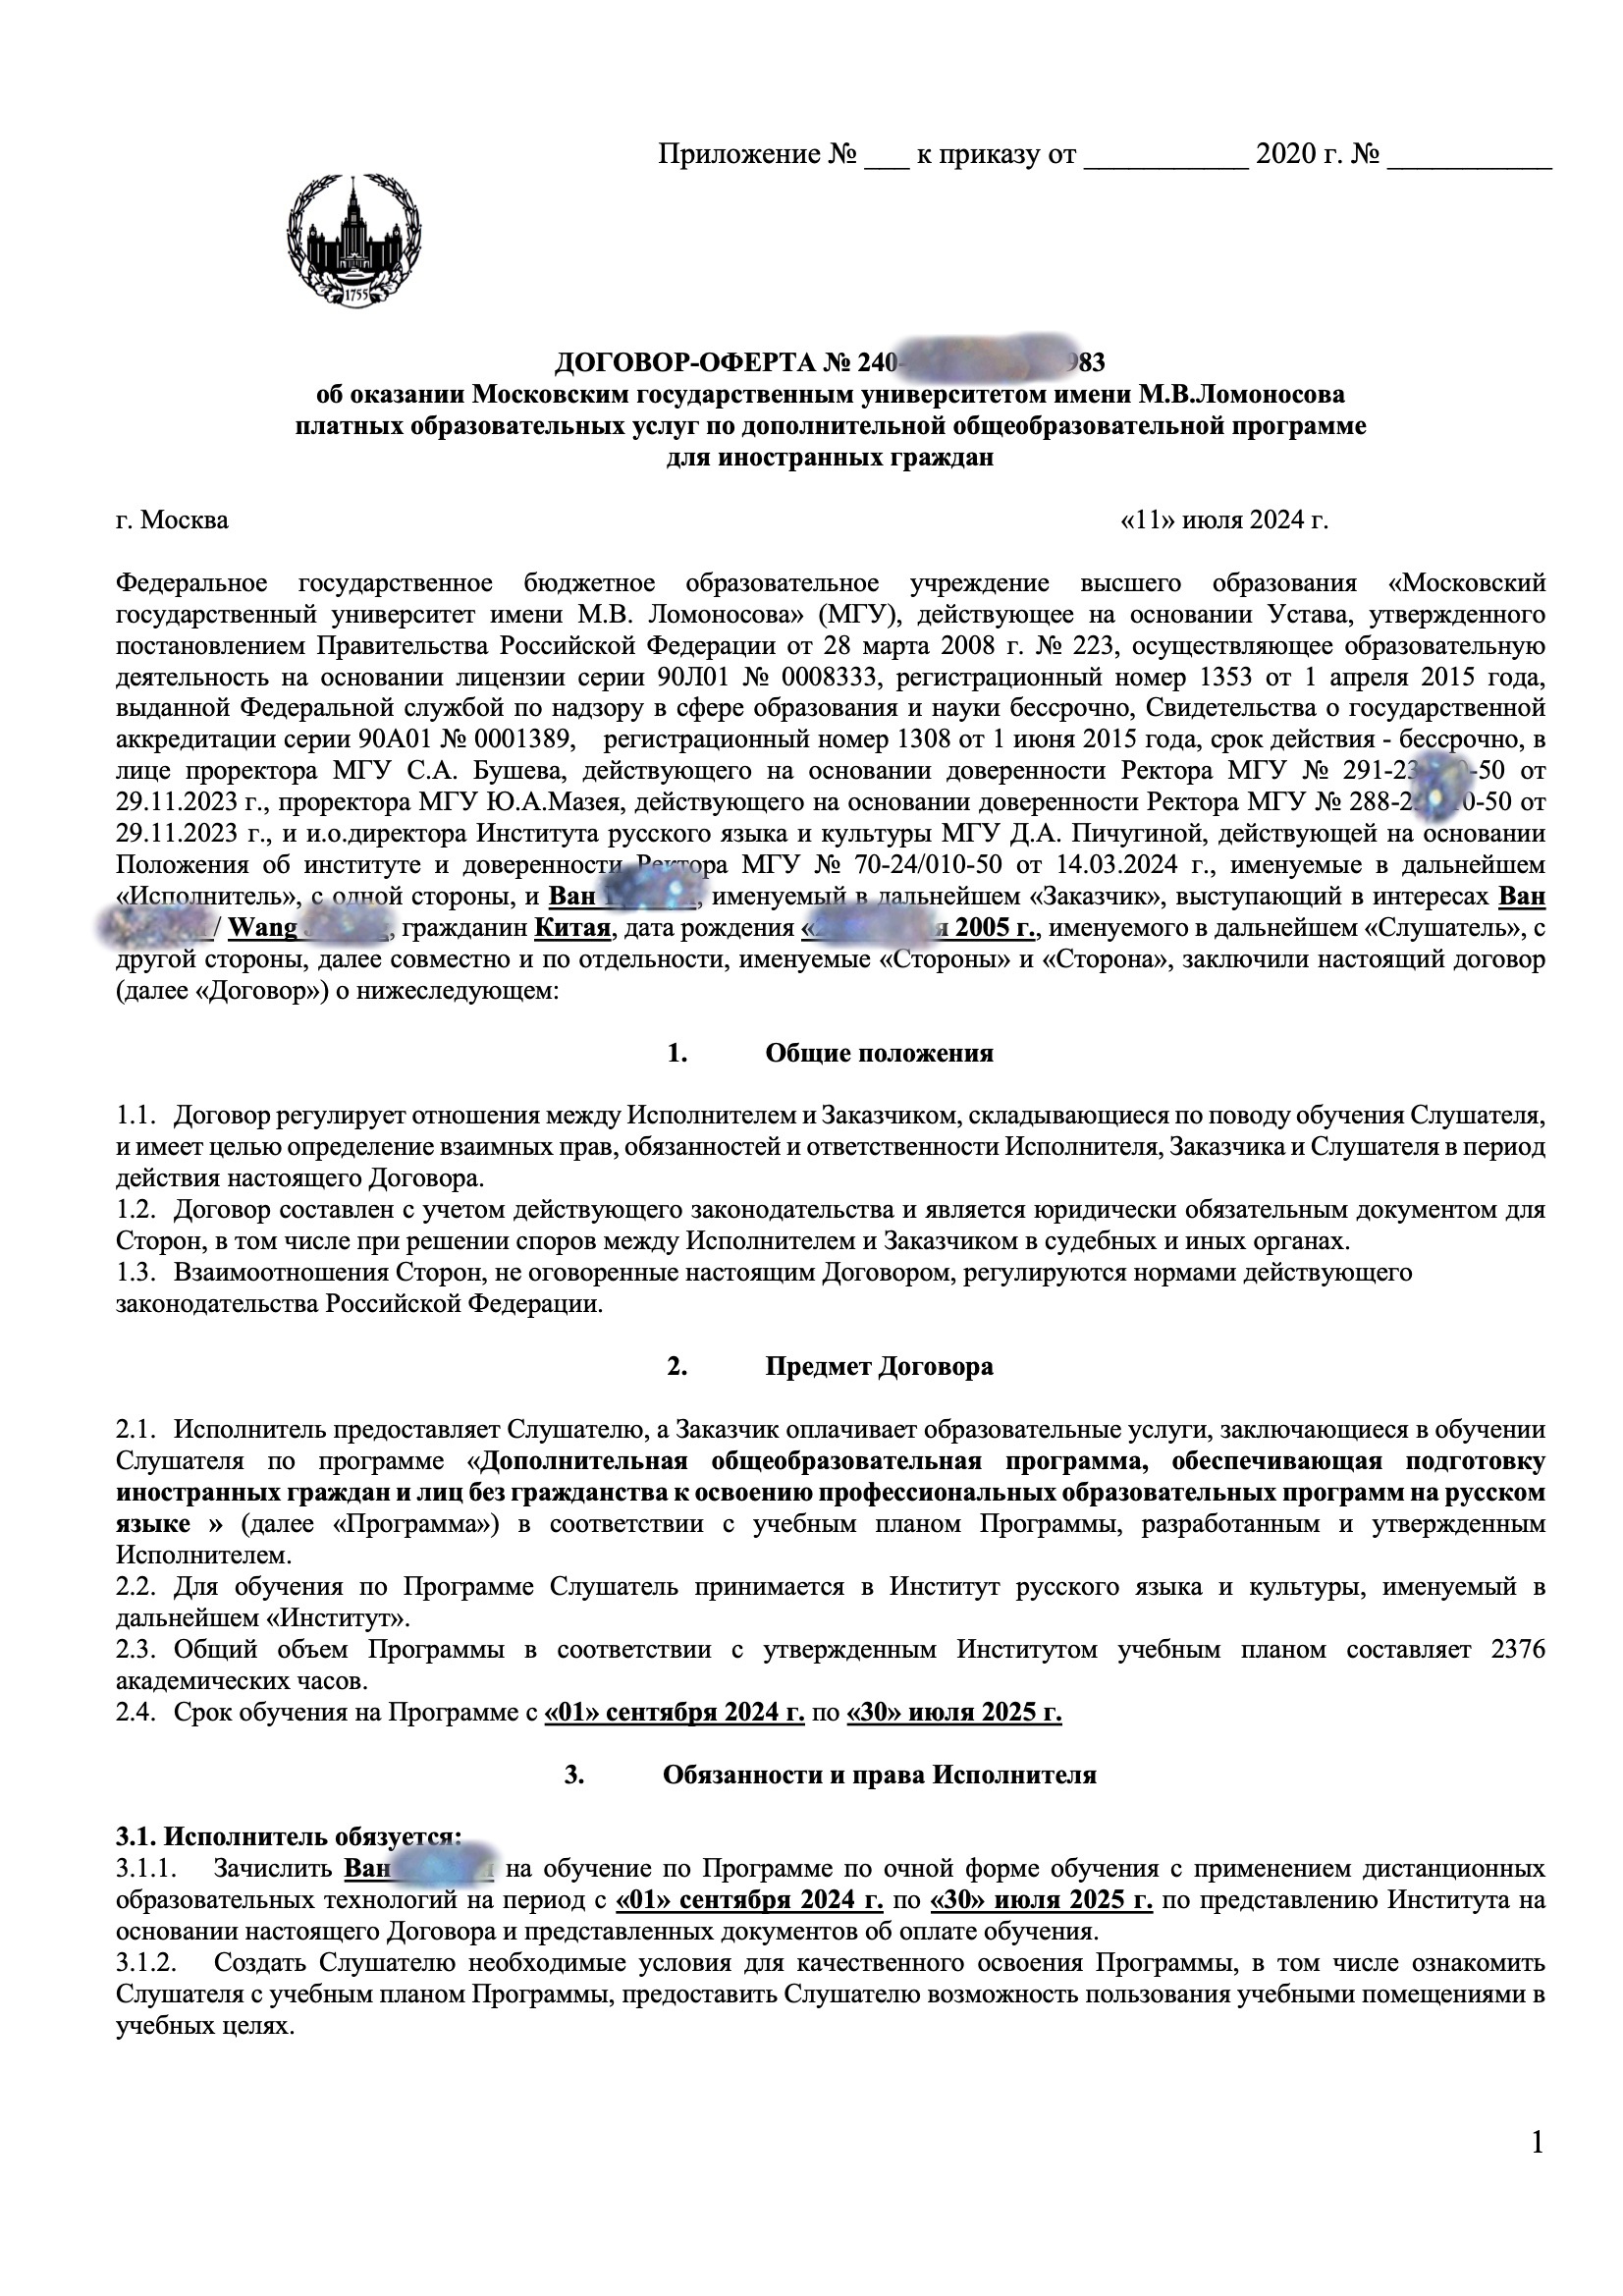 Приложение № ___ к приказу от ___________ 2020 г. № ___________
1755
ДОГОВОР-ОФЕРТА № 240- 983
об оказании Московским государственным университетом имени М.В.Ломоносова
платных образовательных услуг по дополнительной общеобразовательной программе
для иностранных граждан
г. Москва «11» июля 2024 г.
Федеральное государственное бюджетное образовательное учреждение высшего образования «Московский
государственный университет имени М.В. Ломоносова» (МГУ), действующее на основании Устава, утвержденного
постановлением Правительства Российской Федерации от 28 марта 2008 г. № 223, осуществляющее образовательную
деятельность на основании лицензии серии 90Л01 № 0008333, регистрационный номер 1353 от 1 апреля 2015 года,
выданной Федеральной службой по надзору в сфере образования и науки бессрочно, Свидетельства о государственной
аккредитации серии 90А01 № 0001389, регистрационный номер 1308 от 1 июня 2015 года, срок действия - бессрочно, в
лице проректора МГУ С.А. Бушева, действующего на основании доверенности Ректора МГУ № 291-23 -50 от
29.11.2023 г., проректора МГУ Ю.А.Мазея, действующего на основании доверенности Ректора МГУ № 288-2 0-50 от
29.11.2023 г., и и.о.директора Института русского языка и культуры МГУ Д.А. Пичугиной, действующей на основании
Положения об институте и доверенности Ректора МГУ № 70-24/010-50 от 14.03.2024 г., именуемые в дальнейшем
«Исполнитель», с одной стороны, и Ван , именуемый в дальнейшем «Заказчик», выступающий в интересах Ван
/ Wang , гражданин Китая, дата рождения « я 2005 г., именуемого в дальнейшем «Слушатель», с
другой стороны, далее совместно и по отдельности, именуемые «Стороны» и «Сторона», заключили настоящий договор
(далее «Договор») о нижеследующем:
1. Общие положения
1.1. Договор регулирует отношения между Исполнителем и Заказчиком, складывающиеся по поводу обучения Слушателя,
и имеет целью определение взаимных прав, обязанностей и ответственности Исполнителя, Заказчика и Слушателя в период
действия настоящего Договора.
1.2. Договор составлен с учетом действующего законодательства и является юридически обязательным документом для
Сторон, в том числе при решении споров между Исполнителем и Заказчиком в судебных и иных органах.
1.3. Взаимоотношения Сторон, не оговоренные настоящим Договором, регулируются нормами действующего
законодательства Российской Федерации.
2. Предмет Договора
2.1. Исполнитель предоставляет Слушателю, а Заказчик оплачивает образовательные услуги, заключающиеся в обучении
Слушателя по программе «Дополнительная общеобразовательная программа, обеспечивающая подготовку
иностранных граждан и лиц без гражданства к освоению профессиональных образовательных программ на русском
языке » (далее «Программа») в соответствии с учебным планом Программы, разработанным и утвержденным
Исполнителем.
2.2. Для обучения по Программе Слушатель принимается в Институт русского языка и культуры, именуемый в
дальнейшем «Институт».
2.3. Общий объем Программы в соответствии с утвержденным Институтом учебным планом составляет 2376
академических часов.
2.4. Срок обучения на Программе с «01» сентября 2024 г. по «30» июля 2025 г.
3. Обязанности и права Исполнителя
3.1. Исполнитель обязуется:
3.1.1. Зачислить Ван на обучение по Программе по очной форме обучения с применением дистанционных
образовательных технологий на период с «01» сентября 2024 г. по «30» июля 2025 г. по представлению Института на
основании настоящего Договора и представленных документов об оплате обучения.
3.1.2. Создать Слушателю необходимые условия для качественного освоения Программы, в том числе ознакомить
Слушателя с учебным планом Программы, предоставить Слушателю возможность пользования учебными помещениями в
учебных целях.
1